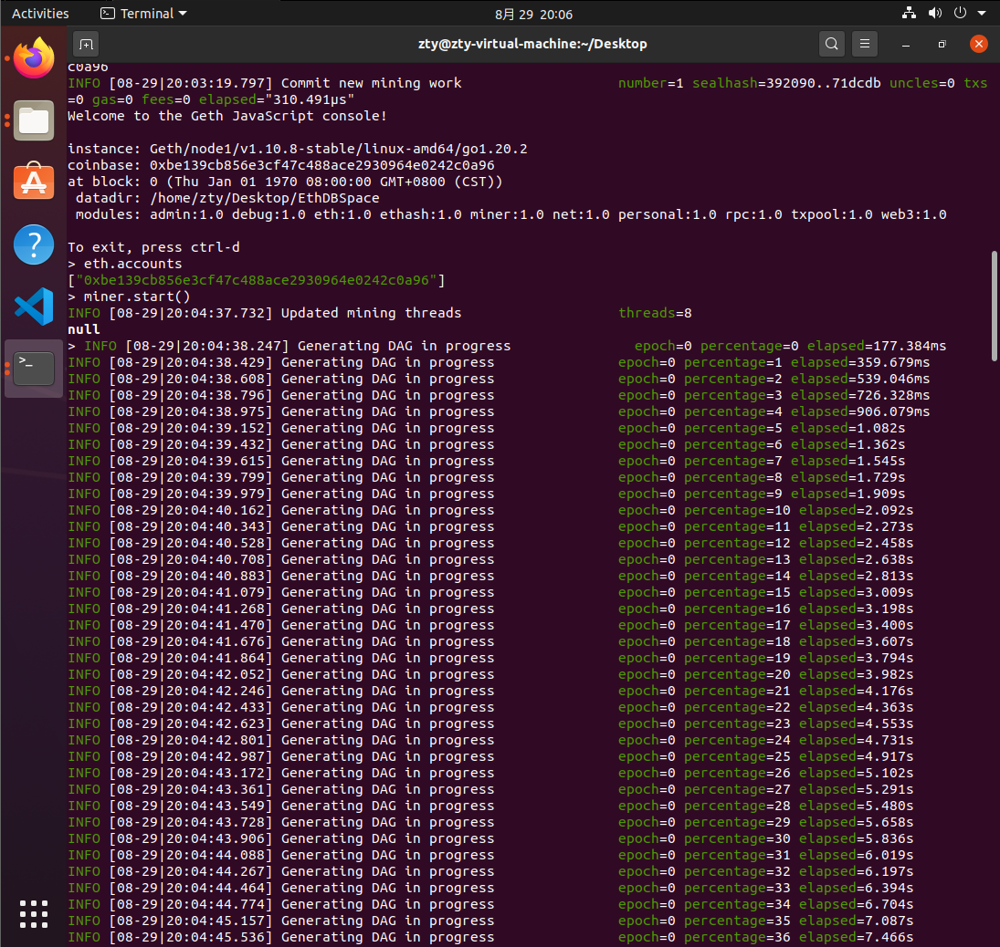 Activities
Terminal
8月 29 20:06
zty@zty-virtual-machine:~/Desktop
c0a96
INFO [08-29|20:03:19.797] Commit new mining work number=1 sealhash=392090..71dcdb uncles=0 txs
=0 gas=0 fees=0 elapsed="310.491µs"
Welcome to the Geth JavaScript console!
instance: Geth/node1/v1.10.8-stable/linux-amd64/go1.20.2
coinbase: 0xbe139cb856e3cf47c488ace2930964e0242c0a96
at block: 0 (Thu Jan 01 1970 08:00:00 GMT+0800 (CST))
datadir: /home/zty/Desktop/EthDBSpace
modules: admin:1.0 debug:1.0 eth:1.0 ethash:1.0 miner:1.0 net:1.0 personal:1.0 rpc:1.0 txpool:1.0 web3:1.0
To exit, press ctrl-d
> eth.accounts
["0xbe139cb856e3cf47c488ace2930964e0242c0a96"]
> miner.start()
INFO [08-29|20:04:37.732] Updated mining threads threads=8
null
> INFO [08-29|20:04:38.247] Generating DAG in progress epoch=0 percentage=0 elapsed=177.384ms
INFO [08-29|20:04:38.429] Generating DAG in progress epoch=0 percentage=1 elapsed=359.679ms
INFO [08-29|20:04:38.608] Generating DAG in progress epoch=0 percentage=2 elapsed=539.046ms
INFO [08-29|20:04:38.796] Generating DAG in progress epoch=0 percentage=3 elapsed=726.328ms
INFO [08-29|20:04:38.975] Generating DAG in progress epoch=0 percentage=4 elapsed=906.079ms
INFO [08-29|20:04:39.152] Generating DAG in progress epoch=0 percentage=5 elapsed=1.082s
INFO [08-29|20:04:39.432] Generating DAG in progress epoch=0 percentage=6 elapsed=1.362s
INFO [08-29|20:04:39.615] Generating DAG in progress epoch=0 percentage=7 elapsed=1.545s
INFO [08-29|20:04:39.799] Generating DAG in progress epoch=0 percentage=8 elapsed=1.729s
INFO [08-29|20:04:39.979] Generating DAG in progress epoch=0 percentage=9 elapsed=1.909s
INFO [08-29|20:04:40.162] Generating DAG in progress epoch=0 percentage=10 elapsed=2.092s
INFO [08-29|20:04:40.343] Generating DAG in progress epoch=0 percentage=11 elapsed=2.273s
INFO [08-29|20:04:40.528] Generating DAG in progress epoch=0 percentage=12 elapsed=2.458s
INFO [08-29|20:04:40.708] Generating DAG in progress epoch=0 percentage=13 elapsed=2.638s
INFO [08-29|20:04:40.883] Generating DAG in progress epoch=0 percentage=14 elapsed=2.813s
INFO [08-29|20:04:41.079] Generating DAG in progress epoch=0 percentage=15 elapsed=3.009s
INFO [08-29|20:04:41.268] Generating DAG in progress epoch=0 percentage=16 elapsed=3.198s
INFO [08-29|20:04:41.470] Generating DAG in progress epoch=0 percentage=17 elapsed=3.400s
INFO [08-29|20:04:41.676] Generating DAG in progress epoch=0 percentage=18 elapsed=3.607s
INFO [08-29|20:04:41.864] Generating DAG in progress epoch=0 percentage=19 elapsed=3.794s
INFO [08-29|20:04:42.052] Generating DAG in progress epoch=0 percentage=20 elapsed=3.982s
INFO [08-29|20:04:42.246] Generating DAG in progress epoch=0 percentage=21 elapsed=4.176s
INFO [08-29|20:04:42.433] Generating DAG in progress epoch=0 percentage=22 elapsed=4.363s
INFO [08-29|20:04:42.623] Generating DAG in progress epoch=0 percentage=23 elapsed=4.553s
INFO [08-29|20:04:42.801] Generating DAG in progress epoch=0 percentage=24 elapsed=4.731s
INFO [08-29|20:04:42.987] Generating DAG in progress epoch=0 percentage=25 elapsed=4.917s
INFO [08-29|20:04:43.172] Generating DAG in progress epoch=0 percentage=26 elapsed=5.102s
INFO [08-29|20:04:43.361] Generating DAG in progress epoch=0 percentage=27 elapsed=5.291s
INFO [08-29|20:04:43.549] Generating DAG in progress epoch=0 percentage=28 elapsed=5.480s
INFO [08-29|20:04:43.728] Generating DAG in progress epoch=0 percentage=29 elapsed=5.658s
INFO [08-29|20:04:43.906] Generating DAG in progress epoch=0 percentage=30 elapsed=5.836s
INFO [08-29|20:04:44.088] Generating DAG in progress epoch=0 percentage=31 elapsed=6.019s
INFO [08-29|20:04:44.267] Generating DAG in progress epoch=0 percentage=32 elapsed=6.197s
INFO [08-29|20:04:44.464] Generating DAG in progress epoch=0 percentage=33 elapsed=6.394s
INFO [08-29|20:04:44.774] Generating DAG in progress epoch=0 percentage=34 elapsed=6.704s
INFO [08-29|20:04:45.157] Generating DAG in progress epoch=0 percentage=35 elapsed=7.087s
INFO [08-29|20:04:45.536] Generating DAG in progress epoch=0 percentage=36 elapsed=7.466s